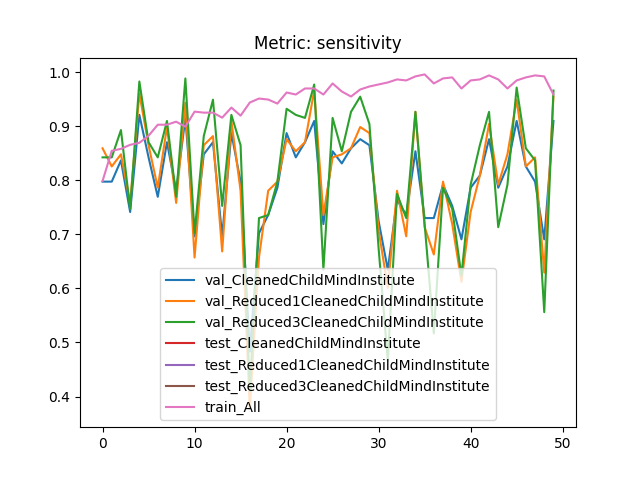 Metric: sensitivity
1.0
0.9
0.8
0.7
0.6
0.5
0.4
val_CleanedChildMindInstitute
val_Reduced1CleanedChildMindInstitute
val_Reduced3CleanedChildMindInstitute
test_CleanedChildMindInstitute
test_Reduced1CleanedChildMindInstitute
test_Reduced3CleanedChildMindInstitute
train_All
0 10 20 30 40 50